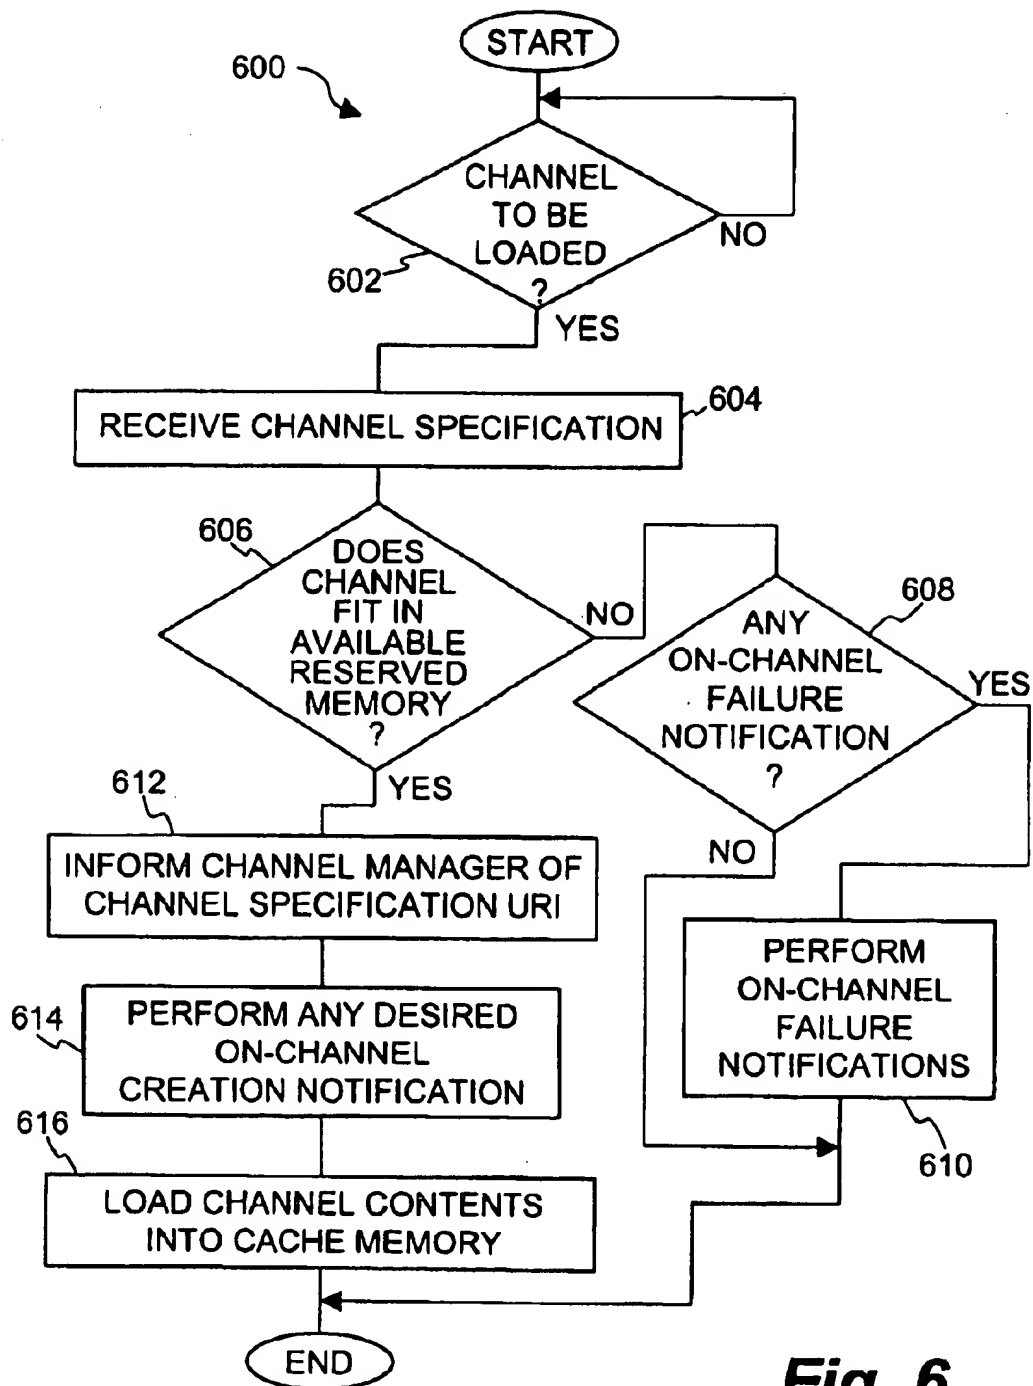 START
600
CHANNEL
TO BE
LOADED
?
NO
602
YES
604
RECEIVE CHANNEL SPECIFICATION
606
DOES
CHANNEL
FIT IN
AVAILABLE
RESERVED
MEMORY
?
NO
608
ANY
ON-CHANNEL
FAILURE
NOTIFICATION
?
YES
YES
NO
612
INFORM CHANNEL MANAGER OF
CHANNEL SPECIFICATION URI
PERFORM
ON-CHANNEL
FAILURE
NOTIFICATIONS
610
614
PERFORM ANY DESIRED
ON-CHANNEL
CREATION NOTIFICATION
616
LOAD CHANNEL CONTENTS
INTO CACHE MEMORY
END
Fig. 6